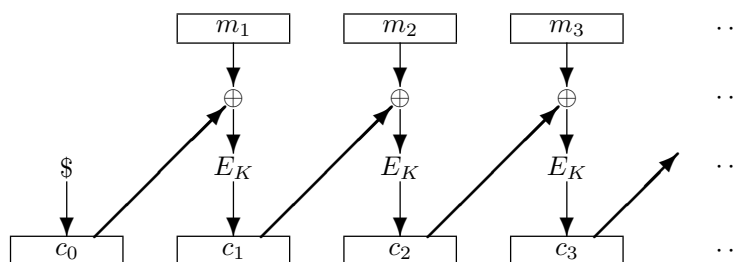 m₁ m₂ m₃ ..
⊕ ⊕ ⊕ ..
$ E_K E_K E_K ..
c₀ c₁ c₂ c₃ ..